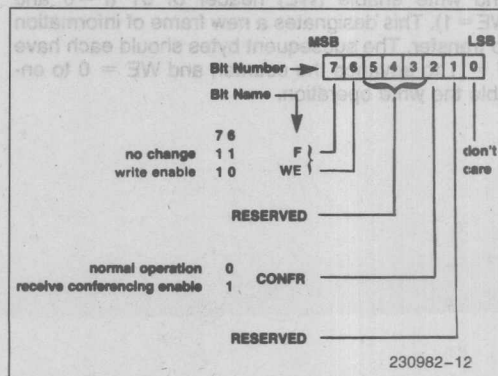 MSB LSB
Bit Number 7 6 5 4 3 2 1 0
Bit Name
7 6
no change 1 1 F
write enable 1 0 WE
don't
care
RESERVED
normal operation 0
receive conferencing enable 1
CONFR
RESERVED
230982-12